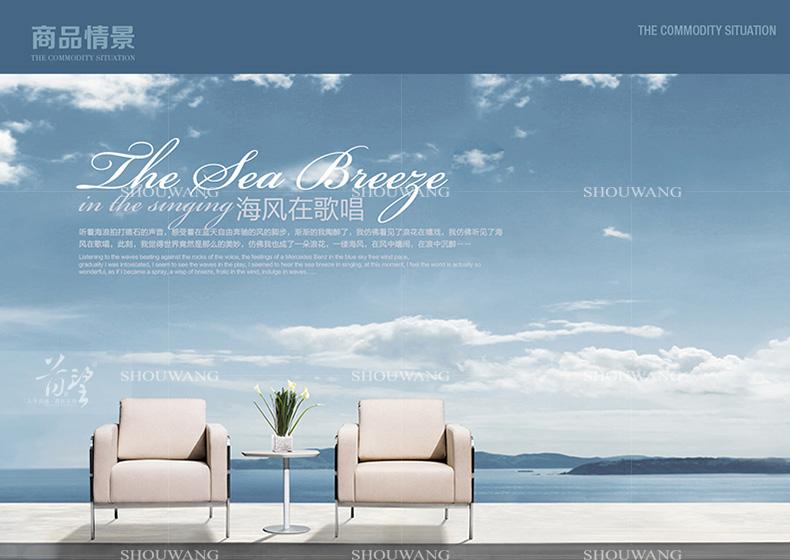 商品情景
THE COMMODITY SITUATION
THE COMMODITY SITUATION
The Sea Breeze
SHOUWANG SHOUWANG SHOUWANG
in the singing 海风在歌唱
听着海浪拍打礁石的声音，感受着在蓝天自由奔驰的风的脚步，渐渐的我陶醉了，我仿佛看见了浪花在嬉戏，我仿佛听见了海
风在歌唱，此刻，我觉得世界竟然是那么的美妙，仿佛我也成了一朵浪花，一缕海风，在风中嬉闹，在浪中沉醉……
Listening to the waves beating against the rocks of the voice, the feelings of a Mercedes Benz in the blue sky free wind pace,
gradually I was intoxicated, I seem to see the waves in the play, I seemed to hear the sea breeze in singing, at this moment, I feel the world is actually so
wonderful, as if I became a spray, a wisp of breeze, frolic in the wind, indulge in waves......
SHOUWANG SHOUWANG SHOUWANG
首望
SHOUWANG SHOUWANG SHOUWANG